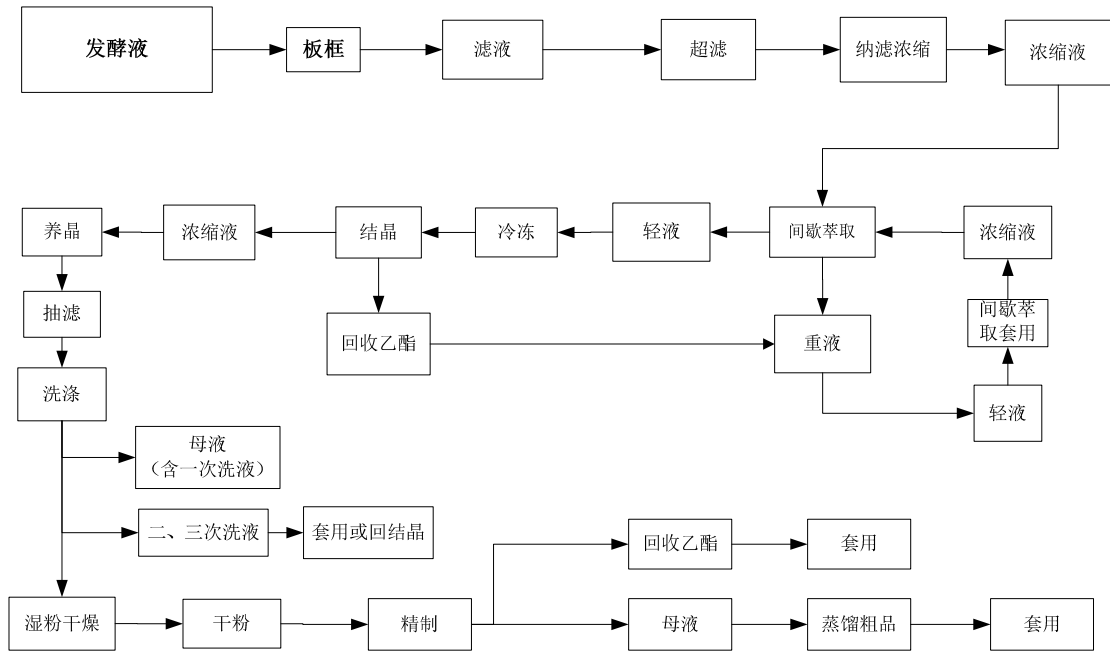 发酵液
板框
滤液
超滤
纳滤浓缩
浓缩液
养晶
浓缩液
结晶
冷冻
轻液
间歇萃取
浓缩液
抽滤
回收乙酯
重液
间歇萃
取套用
洗涤
轻液
母液
（含一次洗液）
二、三次洗液
套用或回结晶
回收乙酯
套用
湿粉干燥
干粉
精制
母液
蒸馏粗品
套用